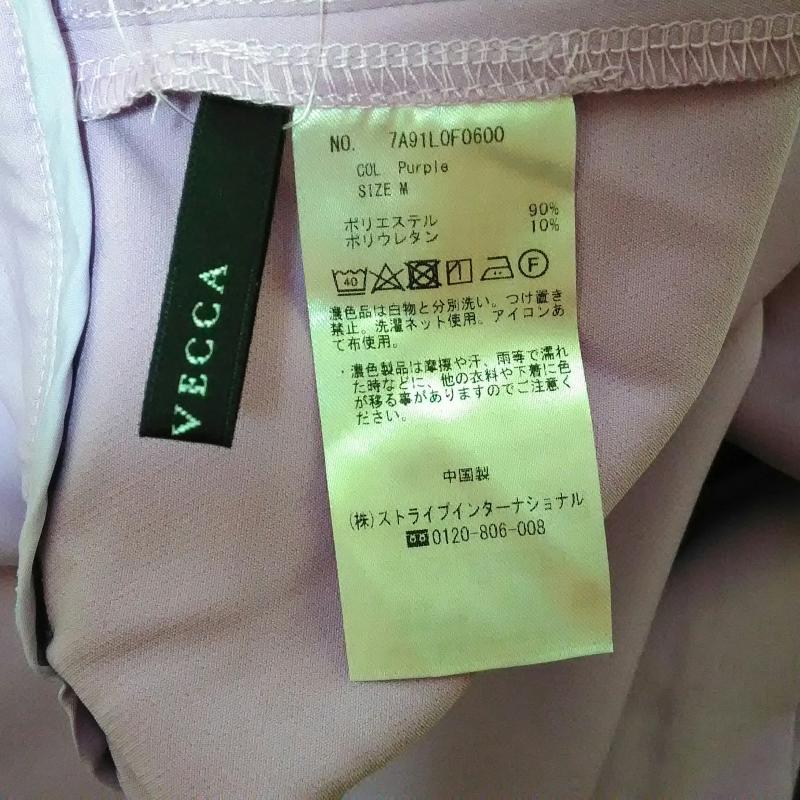 VECCA
NO. 7A91L0F0600
COL Purple
SIZE M
ポリエステル 90%
ポリウレタン 10%
40 F
濃色品は白物と分別洗い。つけ置き
禁止。洗濯ネット使用。アイコンあ
て布使用。
・濃色製品は摩擦や汗、雨等で濡れ
た時などに、他の衣料や下着に色
が移る事がありますのでご注意く
ださい。
中国製
(株)ストライプインターナショナル
0120-806-008